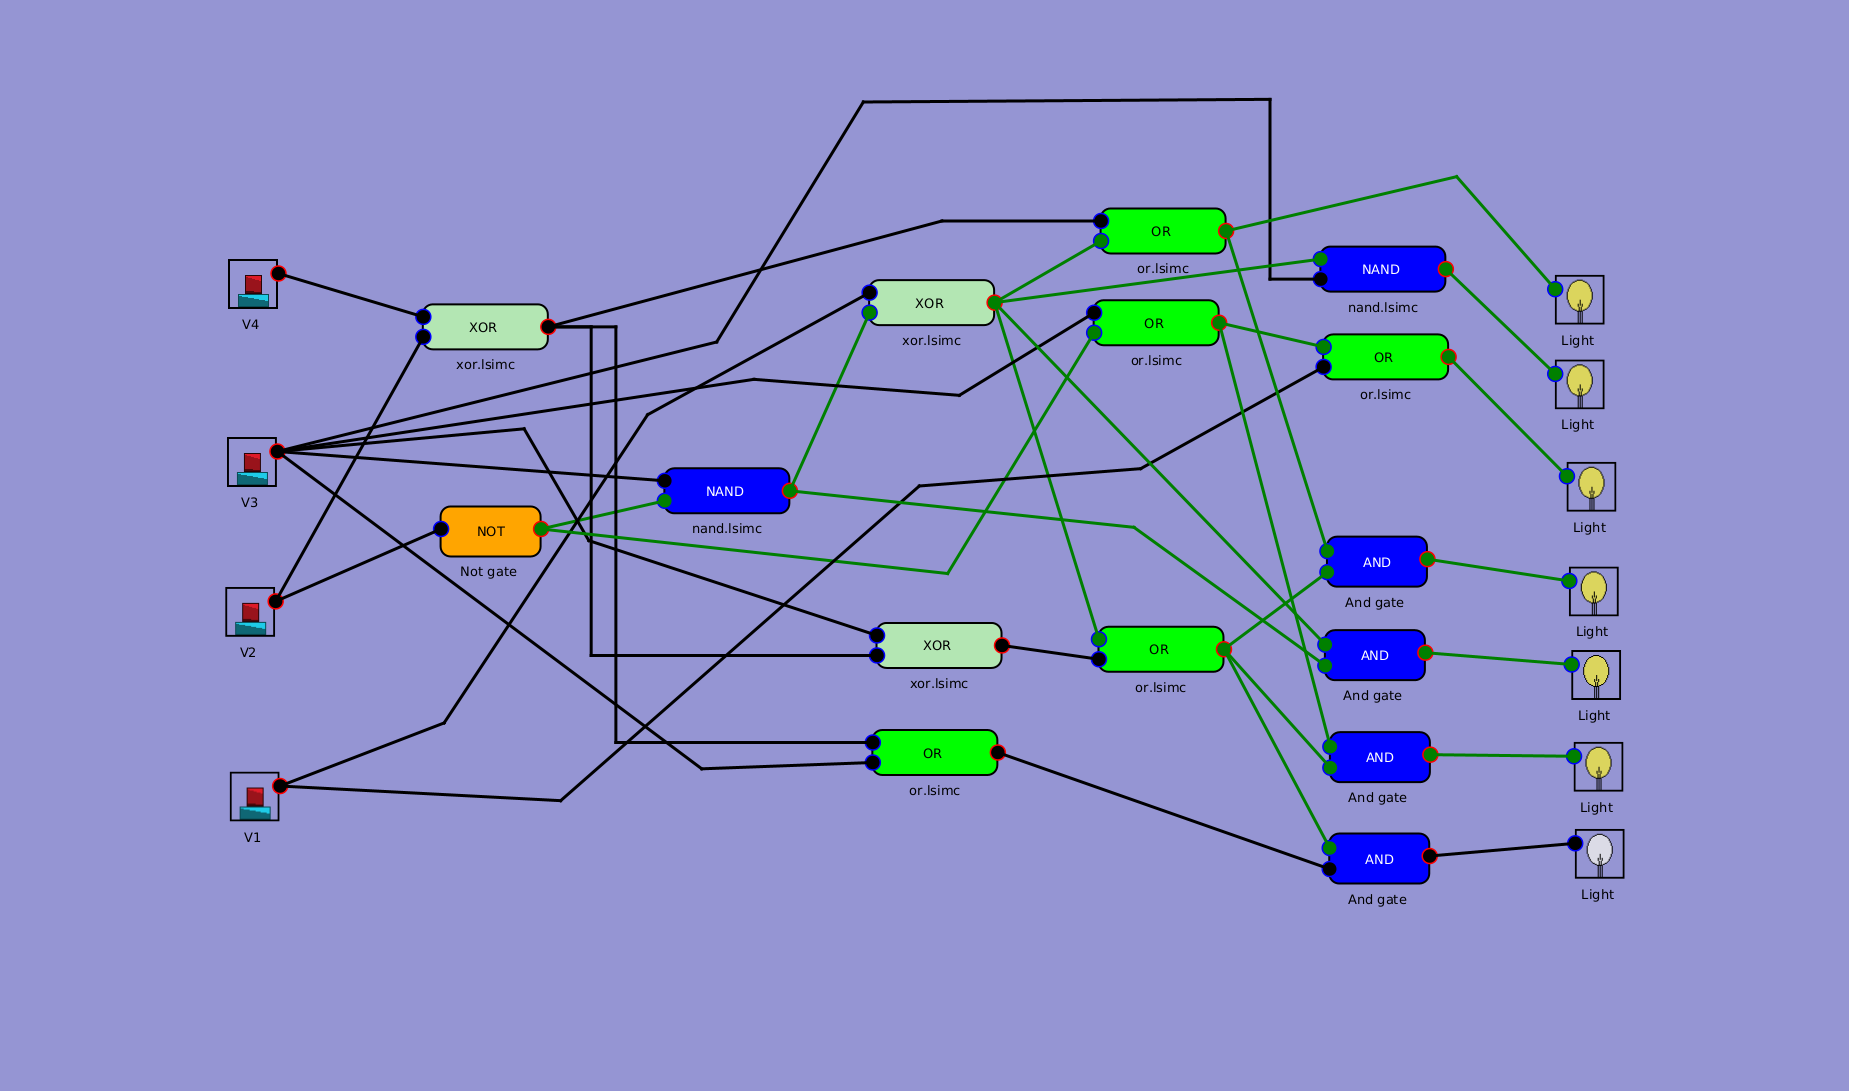 OR
or.lsimc
NAND
nand.lsimc
V4
XOR
xor.lsimc
XOR
xor.lsimc
OR
or.lsimc
OR
or.lsimc
Light
Light
V3
NAND
nand.lsimc
NOT
Not gate
Light
AND
And gate
Light
V2
XOR
xor.lsimc
OR
or.lsimc
AND
And gate
Light
V1
OR
or.lsimc
AND
And gate
Light
AND
And gate
Light